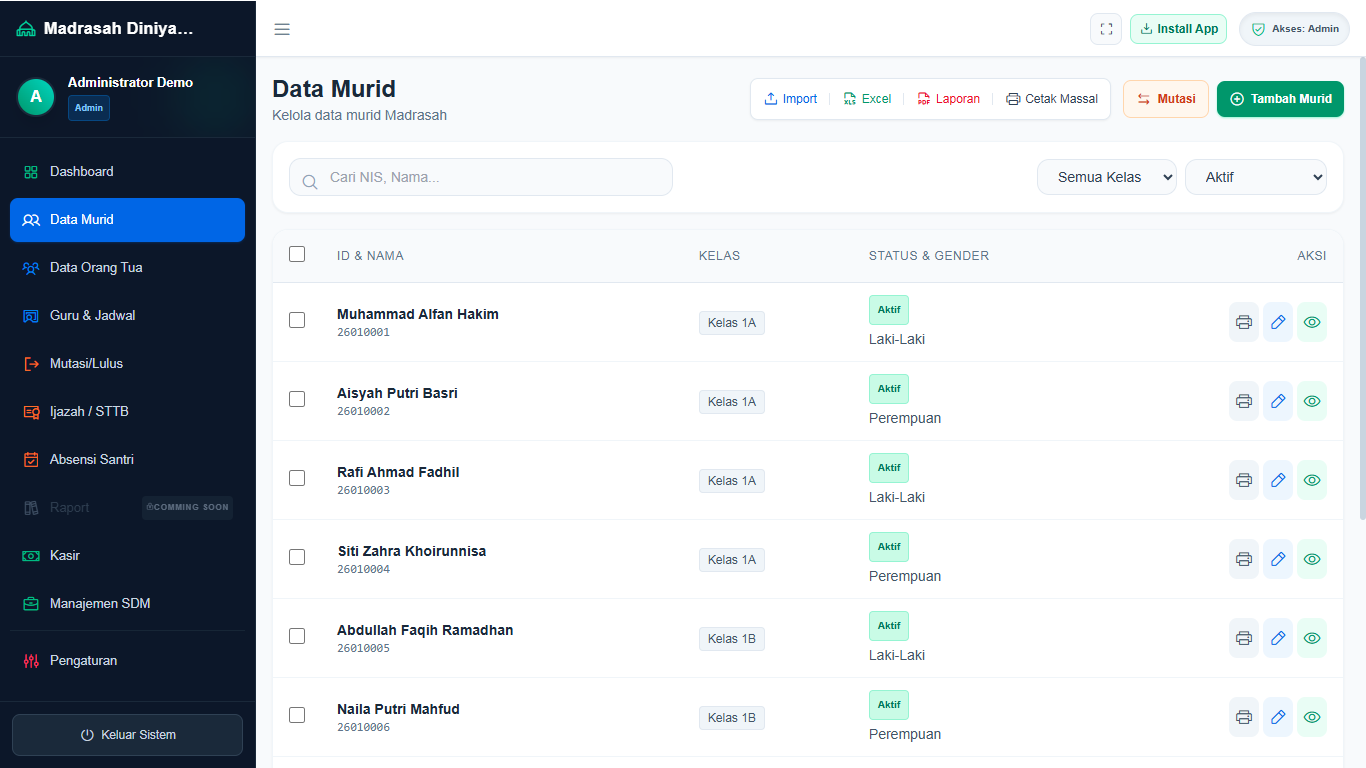 Madrasah Diniya...
A
Administrator Demo
Admin
Dashboard
Data Murid
Data Orang Tua
Guru & Jadwal
Mutasi/Lulus
Ijazah / STTB
Absensi Santri
Raport
COMMING SOON
Kasir
Manajemen SDM
Pengaturan
Keluar Sistem
Install App
Akses: Admin
Data Murid
Kelola data murid Madrasah
Import
XLS
Excel
PDF
Laporan
Cetak Massal
Mutasi
Tambah Murid
Cari NIS, Nama...
Semua Kelas
Aktif
ID & NAMA KELAS STATUS & GENDER AKSI
Muhammad Alfan Hakim
26010001
Kelas 1A
Aktif
Laki-Laki
Aisyah Putri Basri
26010002
Kelas 1A
Aktif
Perempuan
Rafi Ahmad Fadhil
26010003
Kelas 1A
Aktif
Laki-Laki
Siti Zahra Khoirunnisa
26010004
Kelas 1A
Aktif
Perempuan
Abdullah Faqih Ramadhan
26010005
Kelas 1B
Aktif
Laki-Laki
Naila Putri Mahfud
26010006
Kelas 1B
Aktif
Perempuan